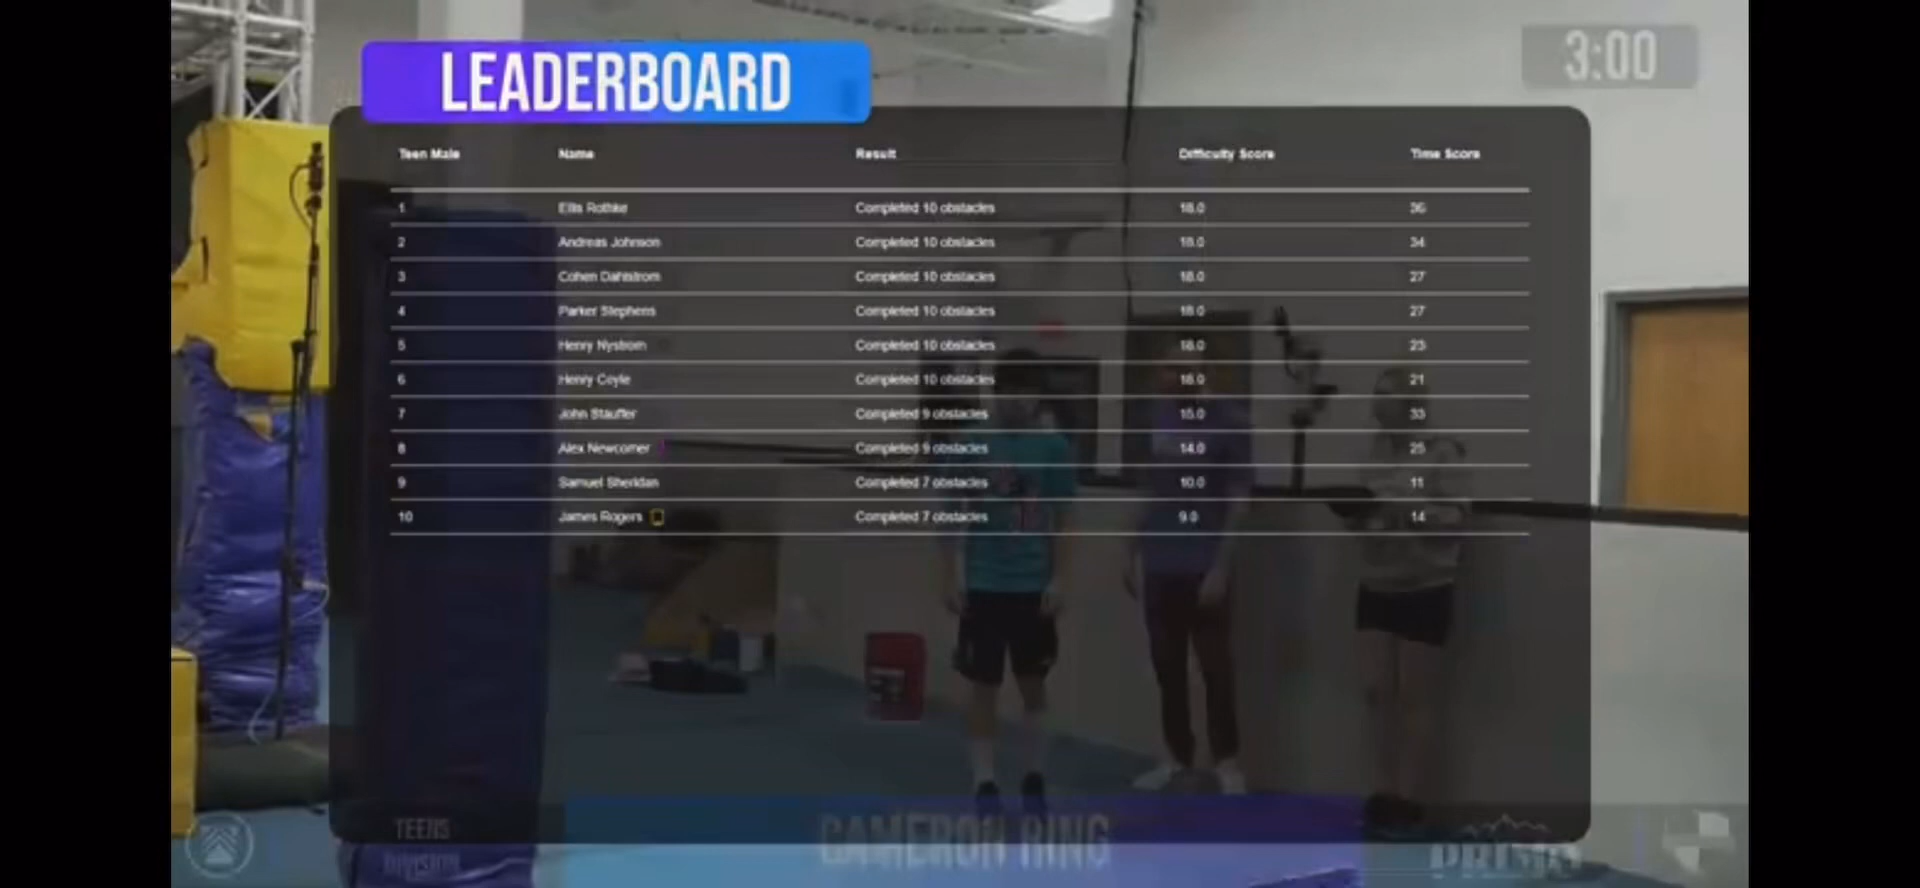 LEADERBOARD
3:00
Teen Male Name Result Difficulty Score Time Score
1 Ellis Rothke Completed 10 obstacles 18.0 36
2 Andreas Johnson Completed 10 obstacles 18.0 34
3 Cohen Dahlstrom Completed 10 obstacles 18.0 27
4 Parker Stephens Completed 10 obstacles 18.0 27
5 Henry Nystrom Completed 10 obstacles 18.0 23
6 Henry Coyle Completed 10 obstacles 18.0 21
7 John Stauffer Completed 9 obstacles 15.0 33
8 Alex Newcomer Completed 9 obstacles 14.0 25
9 Samuel Sheridan Completed 7 obstacles 10.0 11
10 James Rogers Completed 7 obstacles 9.0 14
TEENS
DIVISION
CAMERON RING